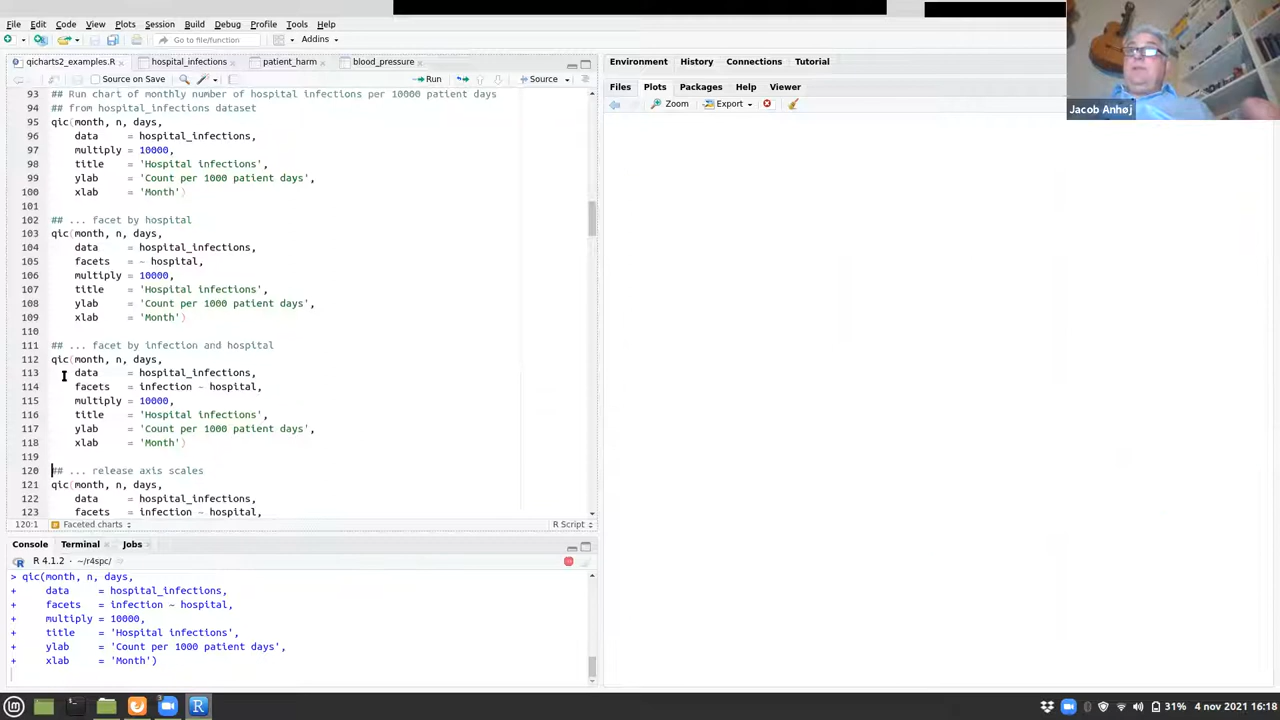 File Edit Code View Plots Session Build Debug Profile Tools Help
Go to file/function Addins
qicharts2_examples.R hospital_infections patient_harm blood_pressure
Source on Save Run Source
93 ## Run chart of monthly number of hospital infections per 10000 patient days
94 ## from hospital_infections dataset
95 qic(month, n, days,
96 data = hospital_infections,
97 multiply = 10000,
98 title = 'Hospital infections',
99 ylab = 'Count per 1000 patient days',
100 xlab = 'Month')
101
102 ## ... facet by hospital
103 qic(month, n, days,
104 data = hospital_infections,
105 facets = ~ hospital,
106 multiply = 10000,
107 title = 'Hospital infections',
108 ylab = 'Count per 1000 patient days',
109 xlab = 'Month')
110
111 ## ... facet by infection and hospital
112 qic(month, n, days,
113 data = hospital_infections,
114 facets = infection ~ hospital,
115 multiply = 10000,
116 title = 'Hospital infections',
117 ylab = 'Count per 1000 patient days',
118 xlab = 'Month')
119
120 ## ... release axis scales
121 qic(month, n, days,
122 data = hospital_infections,
123 facets = infection ~ hospital,
120:1 Faceted charts R Script
Console Terminal Jobs
R 4.1.2 · ~/r4spc/
> qic(month, n, days,
+ data = hospital_infections,
+ facets = infection ~ hospital,
+ multiply = 10000,
+ title = 'Hospital infections',
+ ylab = 'Count per 1000 patient days',
+ xlab = 'Month')
Environment History Connections Tutorial
Files Plots Packages Help Viewer
Zoom Export
Jacob Anhøj
31% 4 nov 2021 16:18